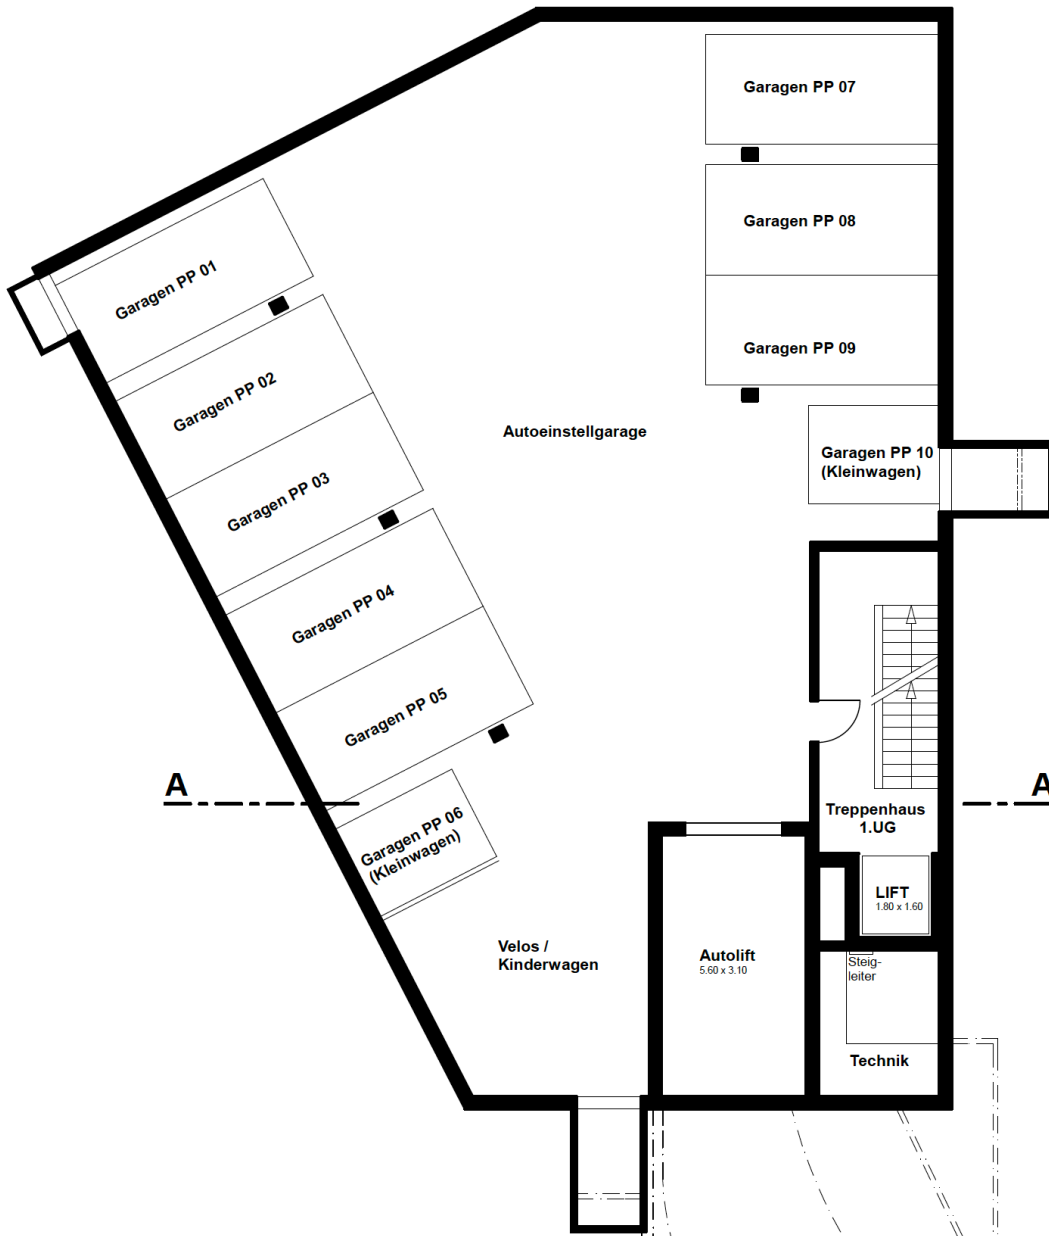 Garagen PP 07
Garagen PP 08
Garagen PP 01
Garagen PP 09
Garagen PP 02
Autoeinstellgarage
Garagen PP 10
(Kleinwagen)
Garagen PP 03
Garagen PP 04
Garagen PP 05
A
A
Treppenhaus
1.UG
Garagen PP 06
(Kleinwagen)
LIFT
1.80 x 1.60
Velos /
Kinderwagen
Autolift
5.60 x 3.10
Steig-
leiter
Technik